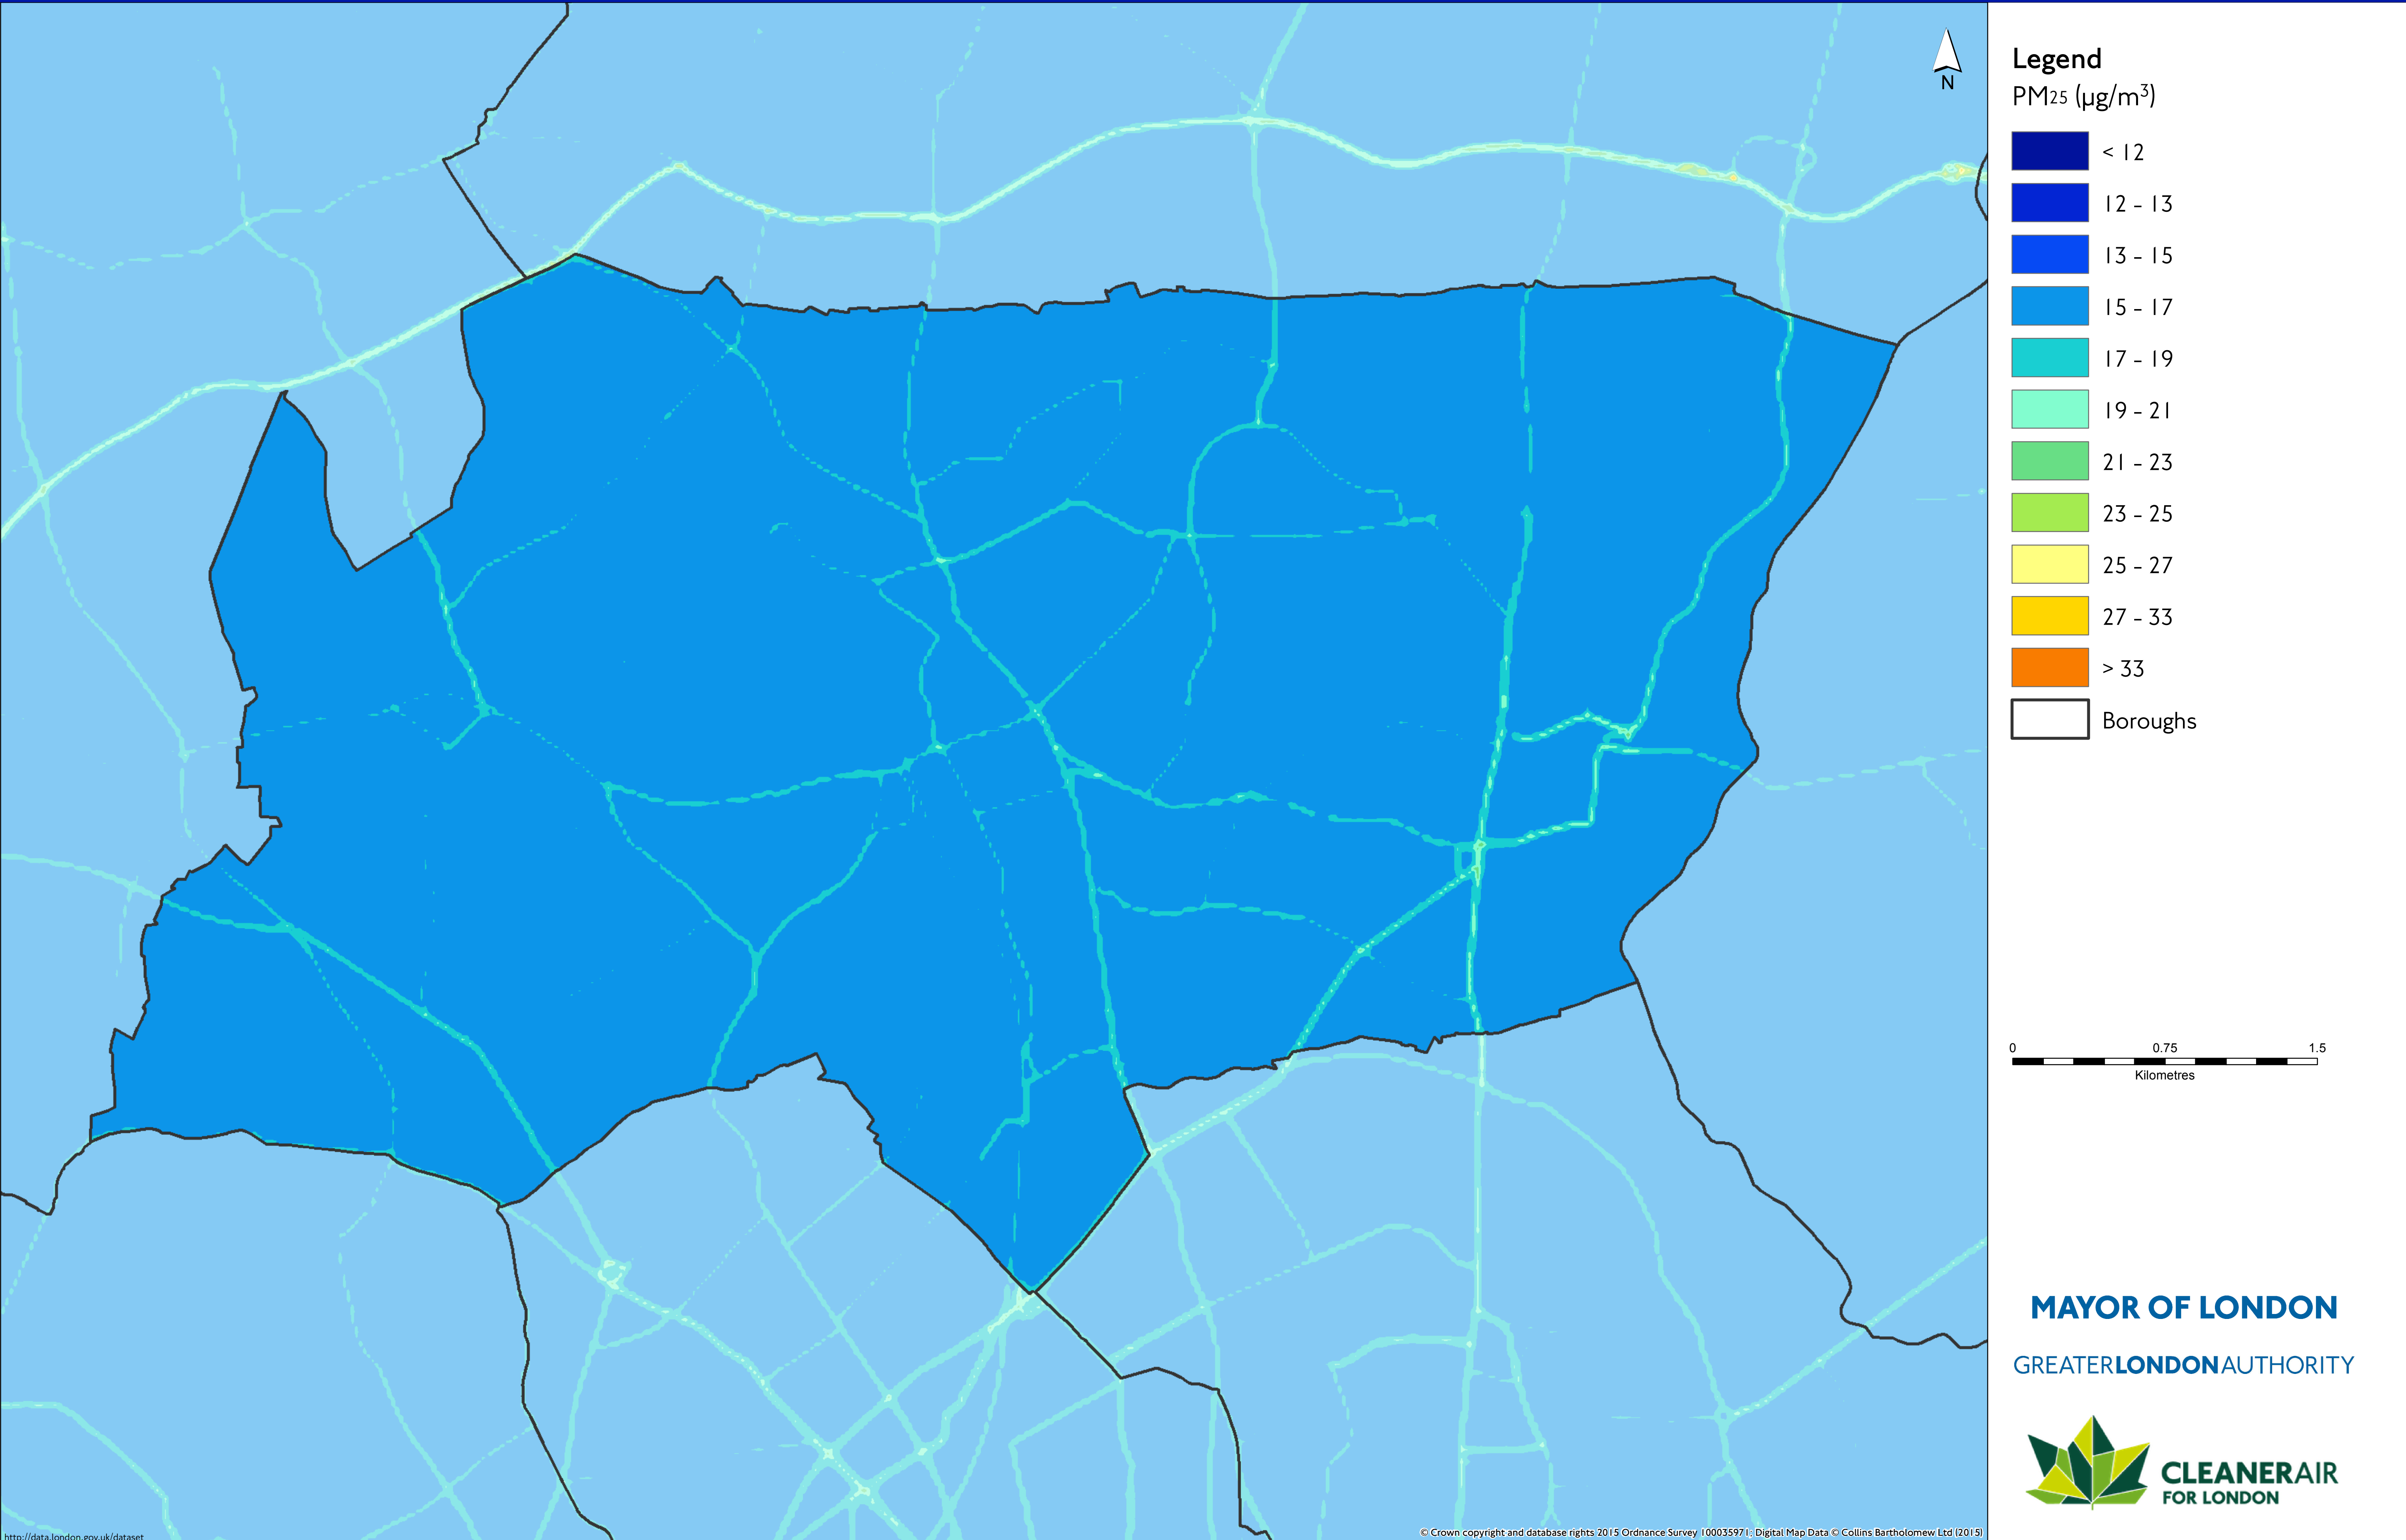 N
Legend
PM25 (µg/m³)
< 12
12 - 13
13 - 15
15 - 17
17 - 19
19 - 21
21 - 23
23 - 25
25 - 27
27 - 33
> 33
Boroughs
0 0.75 1.5
Kilometres
MAYOR OF LONDON
GREATERLONDONAUTHORITY
CLEANERAIR
FOR LONDON
http://data.london.gov.uk/dataset
© Crown copyright and database rights 2015 Ordnance Survey 100035971; Digital Map Data © Collins Bartholomew Ltd (2015)